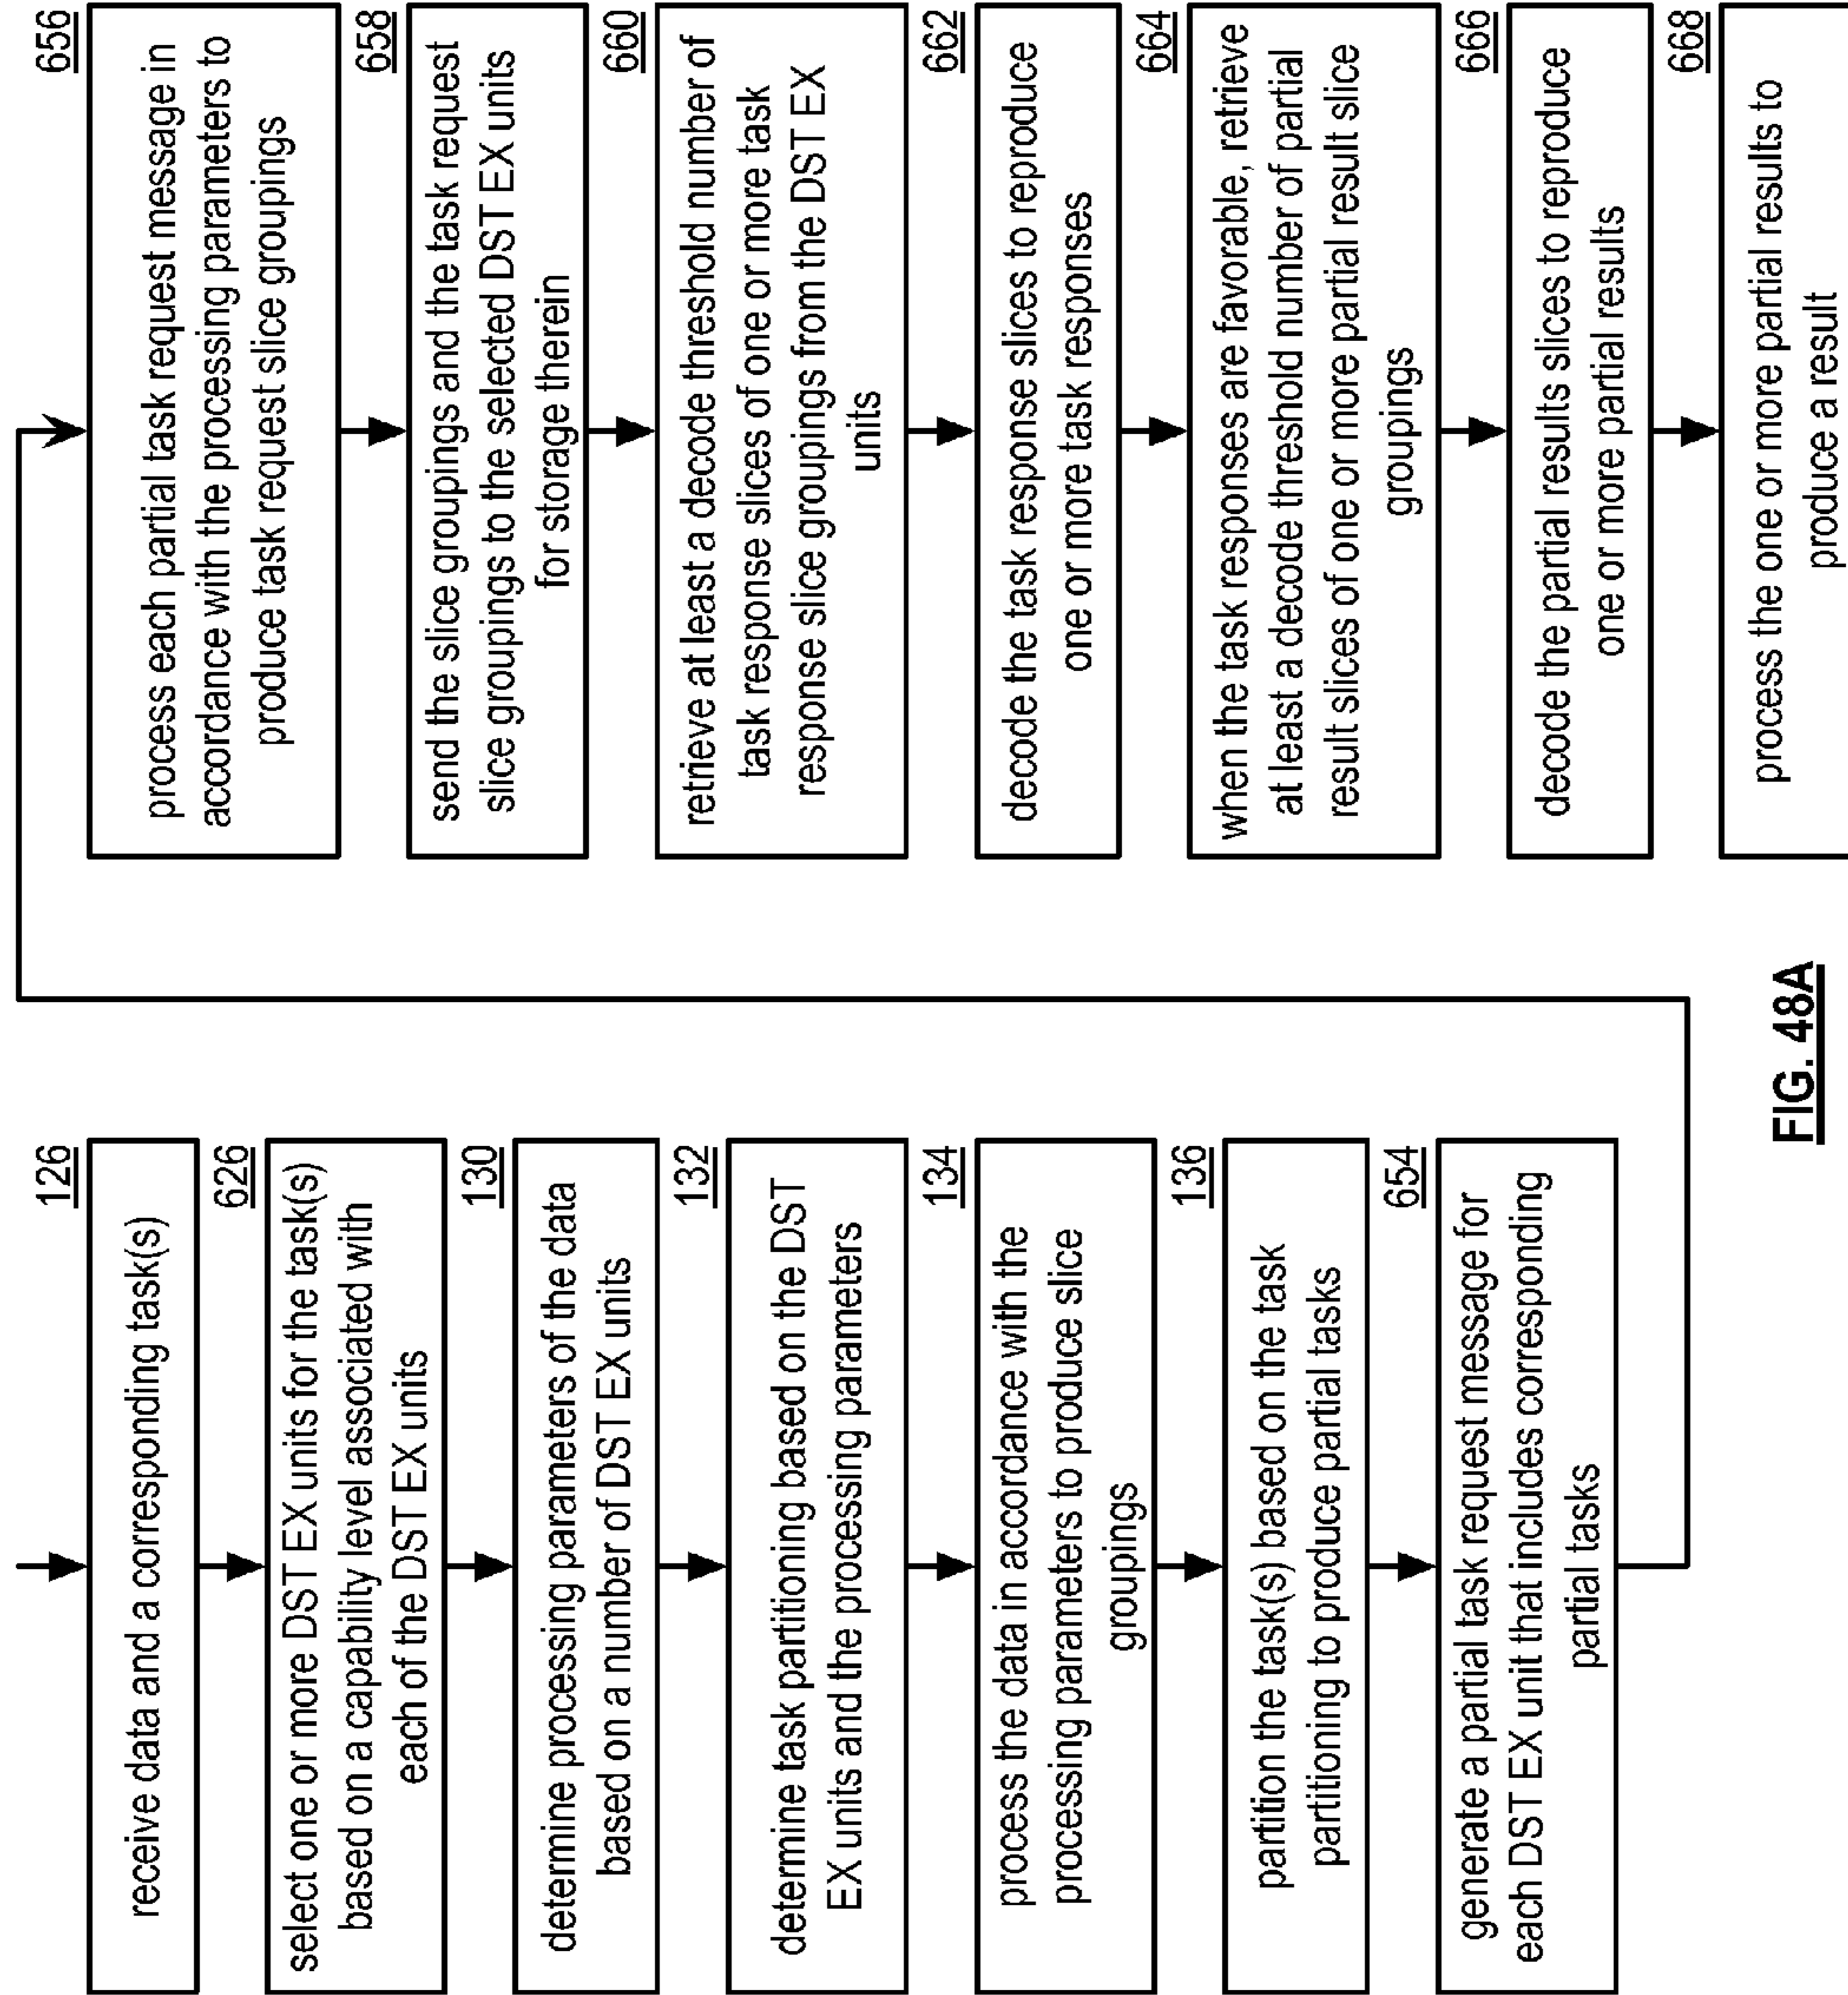 126
receive data and a corresponding task(s)
626
select one or more DST EX units for the task(s)
based on a capability level associated with
each of the DST EX units
130
determine processing parameters of the data
based on a number of DST EX units
132
determine task partitioning based on the DST
EX units and the processing parameters
134
process the data in accordance with the
processing parameters to produce slice
groupings
136
partition the task(s) based on the task
partitioning to produce partial tasks
654
generate a partial task request message for
each DST EX unit that includes corresponding
partial tasks
656
process each partial task request message in
accordance with the processing parameters to
produce task request slice groupings
658
send the slice groupings and the task request
slice groupings to the selected DST EX units
for storage therein
660
retrieve at least a decode threshold number of
task response slices of one or more task
response slice groupings from the DST EX
units
662
decode the task response slices to reproduce
one or more task responses
664
when the task responses are favorable, retrieve
at least a decode threshold number of partial
result slices of one or more partial result slice
groupings
666
decode the partial results slices to reproduce
one or more partial results
668
process the one or more partial results to
produce a result
FIG. 48A